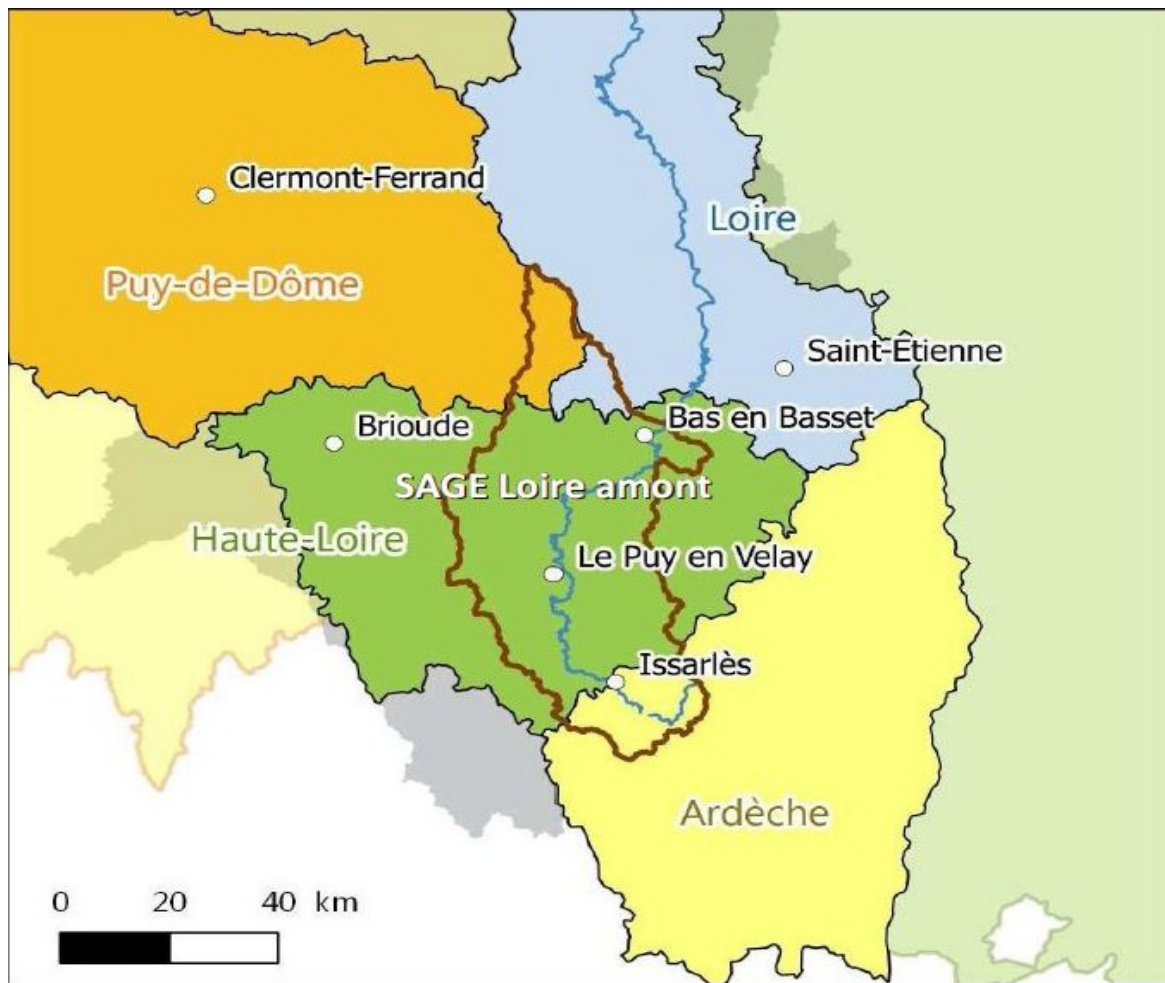 Clermont-Ferrand
Loire
Puy-de-Dôme
Saint-Étienne
Bas en Basset
Brioude
SAGE Loire amont
Haute-Loire
Le Puy en Velay
Issarlès
Ardèche
0 20 40 km